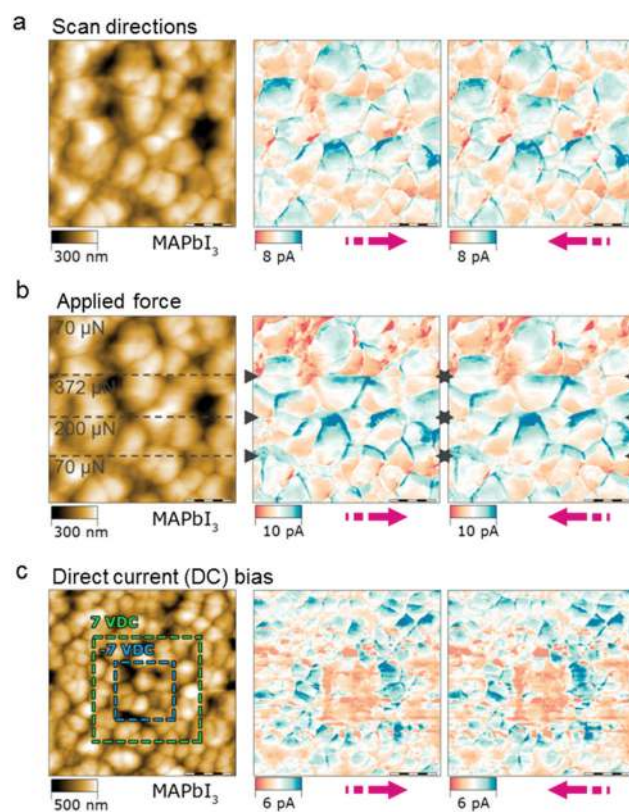 a
Scan directions
300 nm
MAPbI₃
8 pA
8 pA
b
Applied force
70 µN
372 µN
200 µN
70 µN
300 nm
MAPbI₃
10 pA
10 pA
c
Direct current (DC) bias
7 VDC
-7 VDC
500 nm
MAPbI₃
6 pA
6 pA